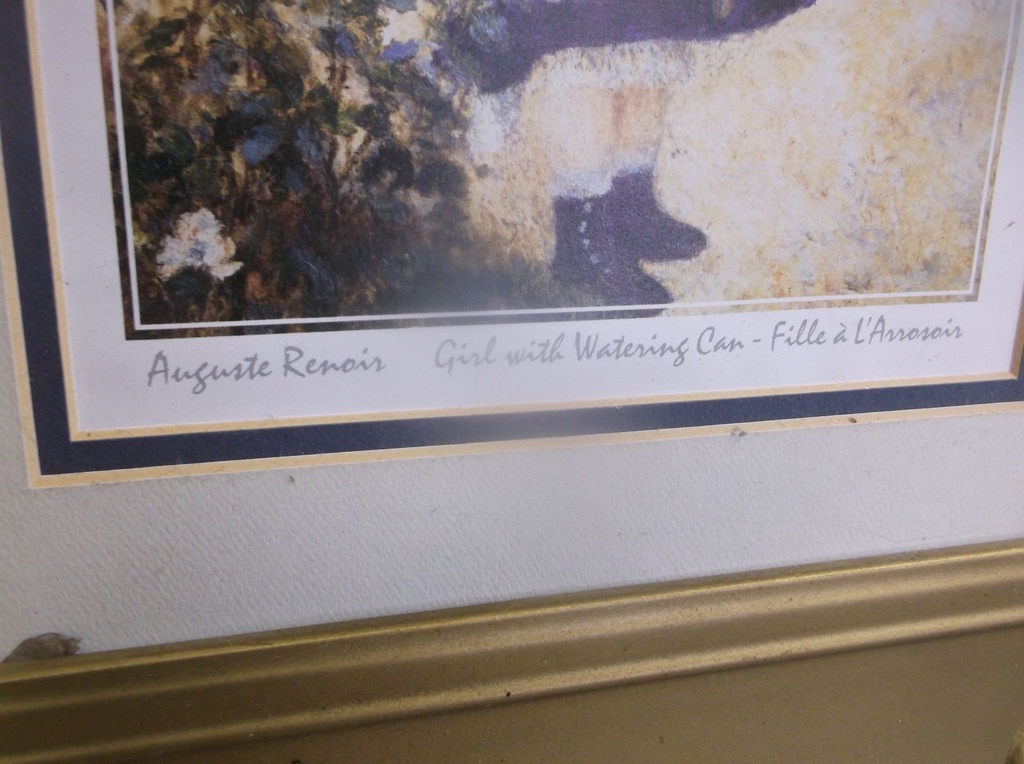 Auguste Renoir Girl with Watering Can - Fille à L'Arrosoir